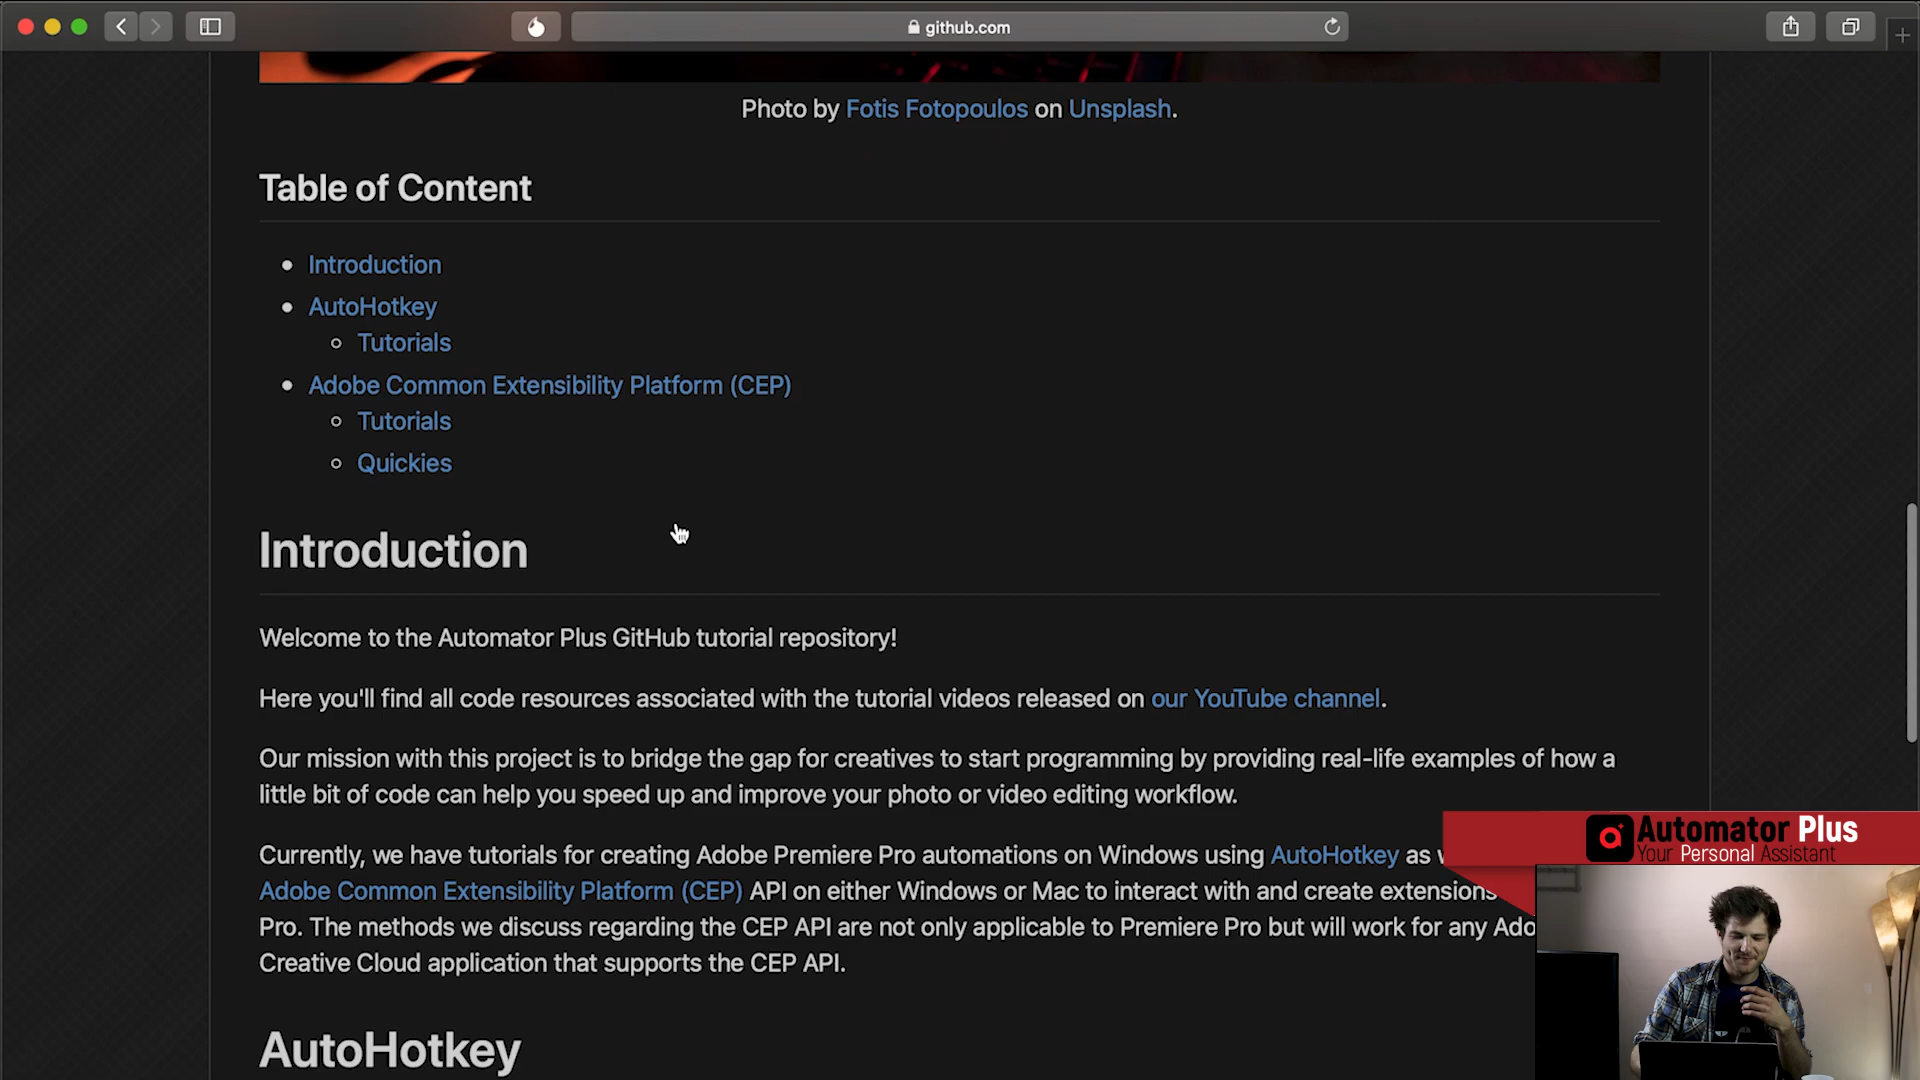 github.com
Photo by Fotis Fotopoulos on Unsplash.
Table of Content
Introduction
AutoHotkey
Tutorials
Adobe Common Extensibility Platform (CEP)
Tutorials
Quickies
Introduction
Welcome to the Automator Plus GitHub tutorial repository!
Here you'll find all code resources associated with the tutorial videos released on our YouTube channel.
Our mission with this project is to bridge the gap for creatives to start programming by providing real-life examples of how a
little bit of code can help you speed up and improve your photo or video editing workflow.
Currently, we have tutorials for creating Adobe Premiere Pro automations on Windows using AutoHotkey as
Adobe Common Extensibility Platform (CEP) API on either Windows or Mac to interact with and create extensions
Pro. The methods we discuss regarding the CEP API are not only applicable to Premiere Pro but will work for any Ado
Creative Cloud application that supports the CEP API.
AutoHotkey
Automator Plus
Your Personal Assistant